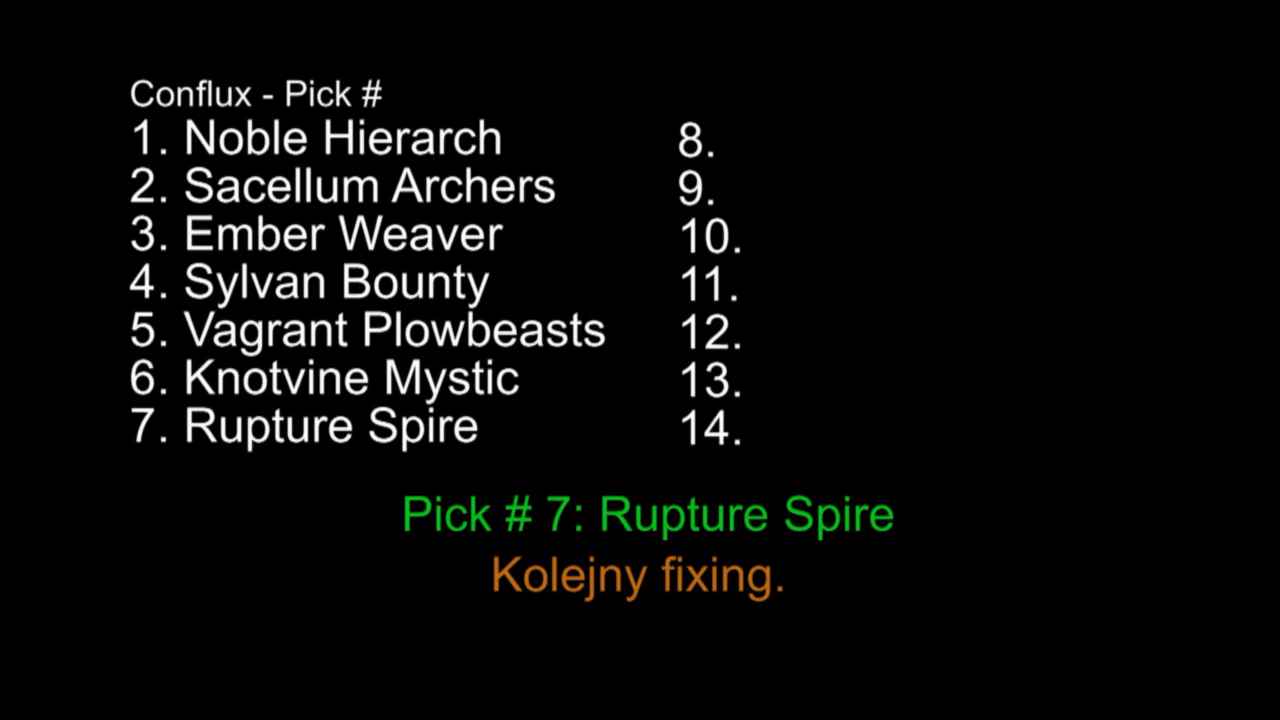 Conflux - Pick #
1. Noble Hierarch
2. Sacellum Archers
3. Ember Weaver
4. Sylvan Bounty
5. Vagrant Plowbeasts
6. Knotvine Mystic
7. Rupture Spire
8.
9.
10.
11.
12.
13.
14.
Pick # 7: Rupture Spire
Kolejny fixing.